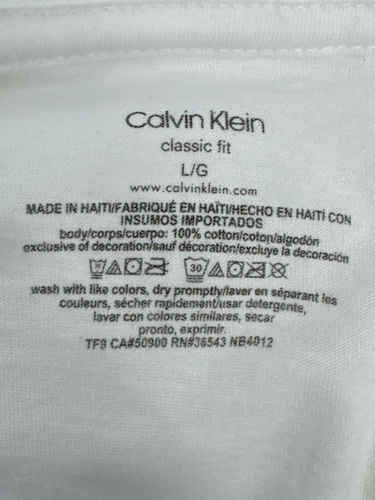 Calvin Klein
classic fit
L/G
www.calvinklein.com
MADE IN HAITI/FABRIQUÉ EN HAÏTI/HECHO EN HAITÍ CON
INSUMOS IMPORTADOS
body/corps/cuerpo: 100% cotton/coton/algodón
exclusive of decoration/sauf décoration/excluye la decoración
30
wash with like colors, dry promptly/laver en séparant les
couleurs, sécher rapidement/usar detergente,
lavar con colores similares, secar
pronto, exprimir.
TF9 CA#50900 RN#36543 NB4012